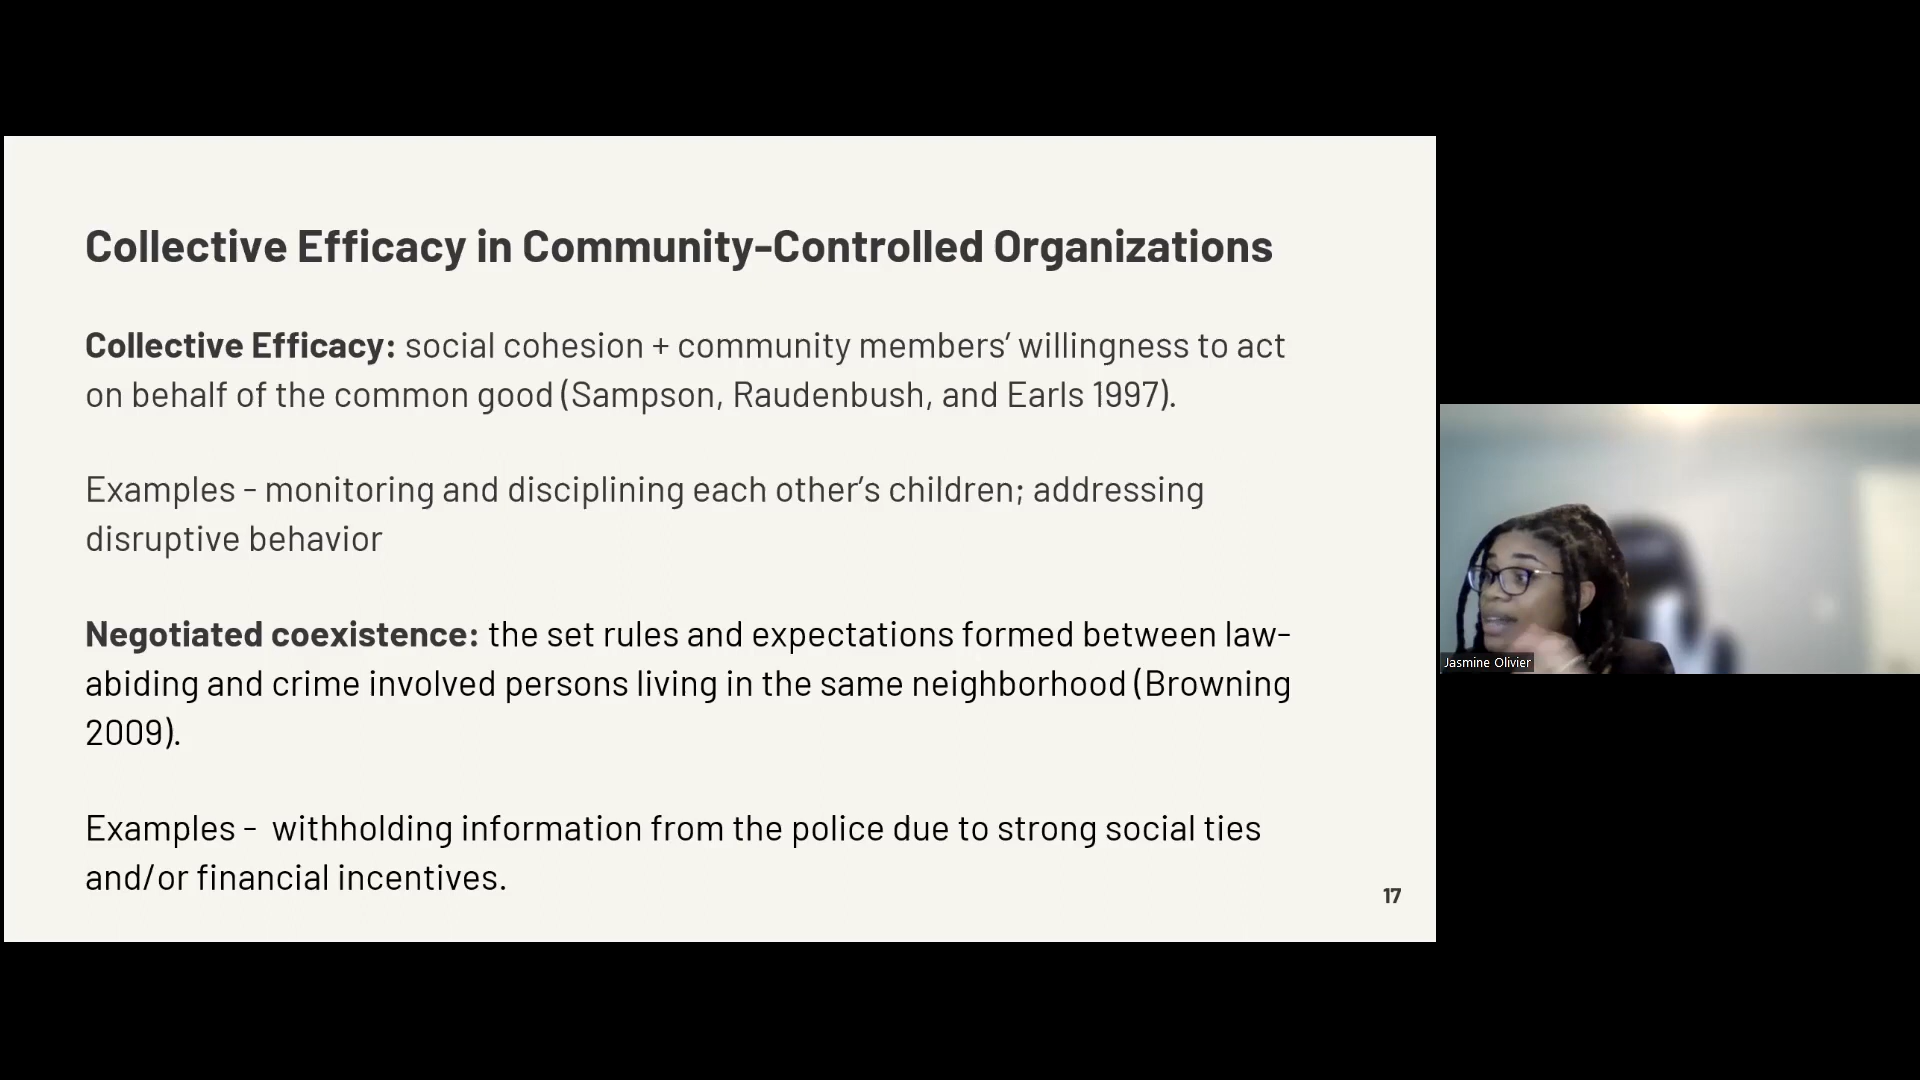 Collective Efficacy in Community-Controlled Organizations
Collective Efficacy: social cohesion + community members’ willingness to act
on behalf of the common good (Sampson, Raudenbush, and Earls 1997).
Examples - monitoring and disciplining each other’s children; addressing
disruptive behavior
Negotiated coexistence: the set rules and expectations formed between law-
abiding and crime involved persons living in the same neighborhood (Browning
2009).
Examples -  withholding information from the police due to strong social ties
and/or financial incentives.
17
Jasmine Olivier